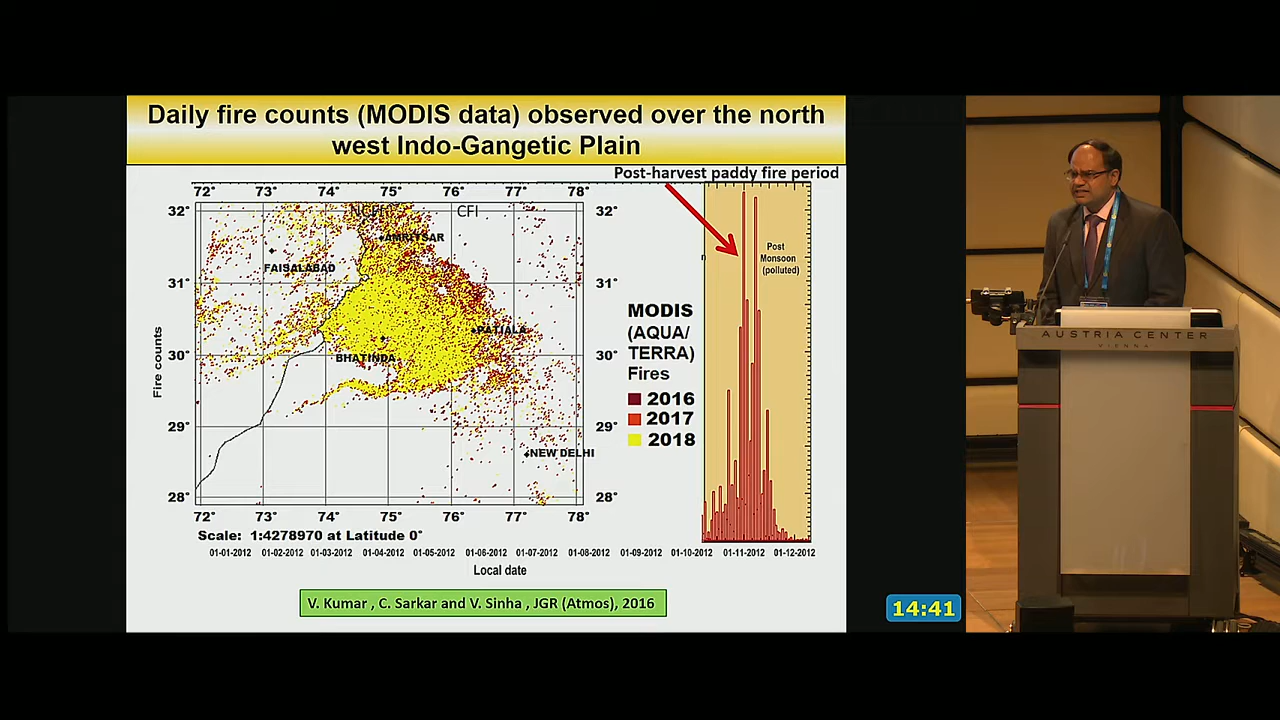 Daily fire counts (MODIS data) observed over the north
west Indo-Gangetic Plain
Post-harvest paddy fire period
72° 73° 74° 75° 76° 77° 78°
32° CFI 32°
AMRITSAR
FAISALABAD
31° 31°
PATIALA
30° 30°
BHATINDA
29° 29°
NEW DELHI
28° 28°
72° 73° 74° 75° 76° 77° 78°
Fire counts
Scale: 1:4278970 at Latitude 0°
MODIS
(AQUA/
TERRA)
Fires
2016
2017
2018
Post
Monsoon
(polluted)
01-01-2012 01-02-2012 01-03-2012 01-04-2012 01-05-2012 01-06-2012 01-07-2012 01-08-2012 01-09-2012 01-10-2012 01-11-2012 01-12-2012
Local date
V. Kumar , C. Sarkar and V. Sinha , JGR (Atmos), 2016
14:41
AUSTRIA CENTER
VIENNA